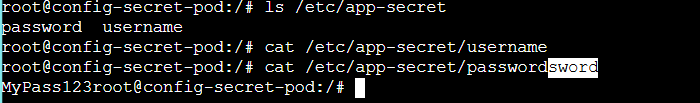 root@config-secret-pod:/# ls /etc/app-secret
password  username
root@config-secret-pod:/# cat /etc/app-secret/username
root@config-secret-pod:/# cat /etc/app-secret/passwordsword
MyPass123root@config-secret-pod:/#